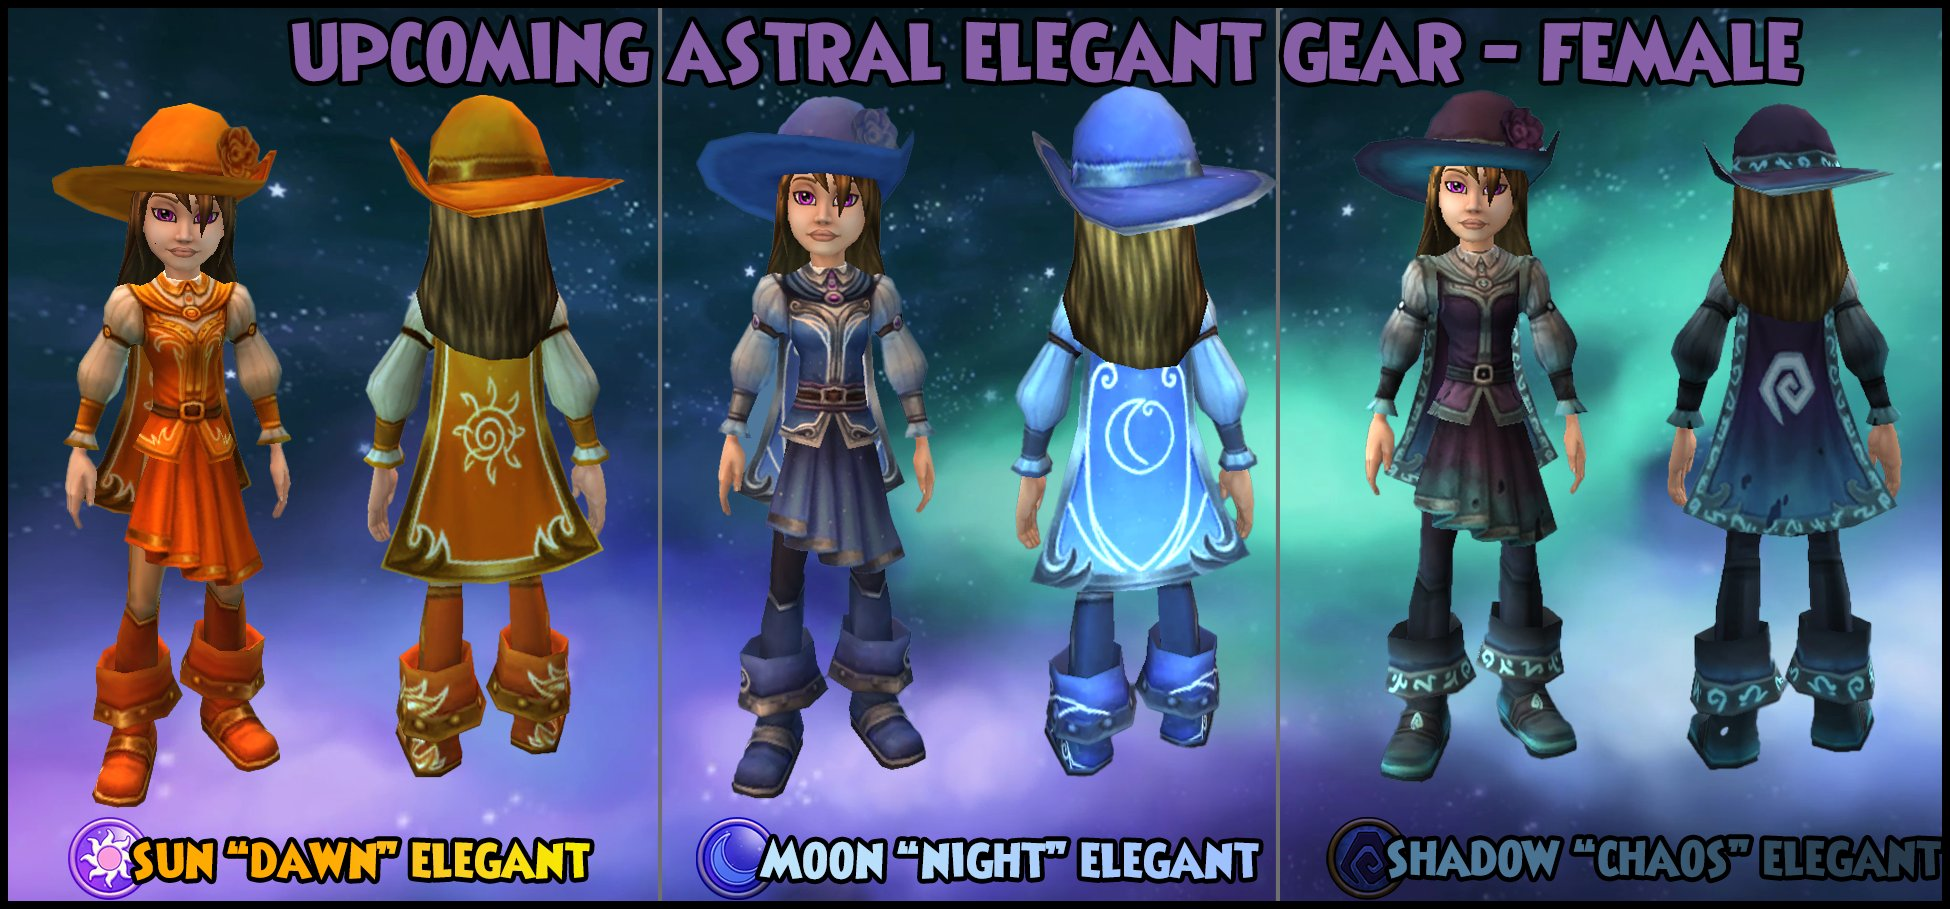 UPCOMING ASTRAL ELEGANT GEAR - FEMALE
SUN "DAWN" ELEGANT
MOON "NIGHT" ELEGANT
SHADOW "CHAOS" ELEGANT